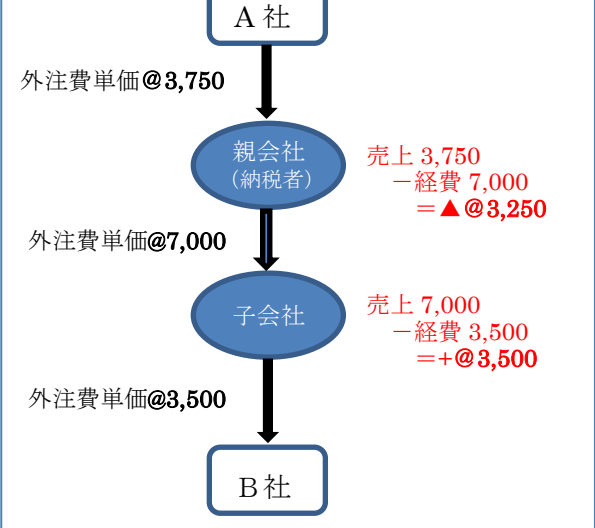 A 社
外注費単価@3,750
親会社
（納税者）
売上 3,750
－経費 7,000
＝▲@3,250
外注費単価@7,000
子会社
売上 7,000
－経費 3,500
＝+@3,500
外注費単価@3,500
B 社